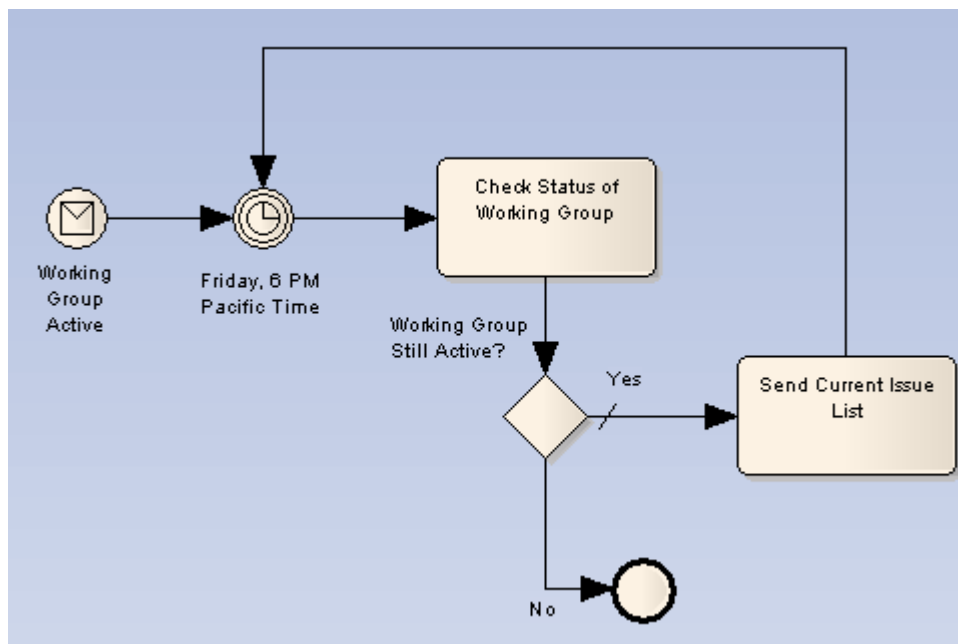 Working
Group
Active
Friday, 6 PM
Pacific Time
Check Status of
Working Group
Working Group
Still Active?
Yes
Send Current Issue
List
No